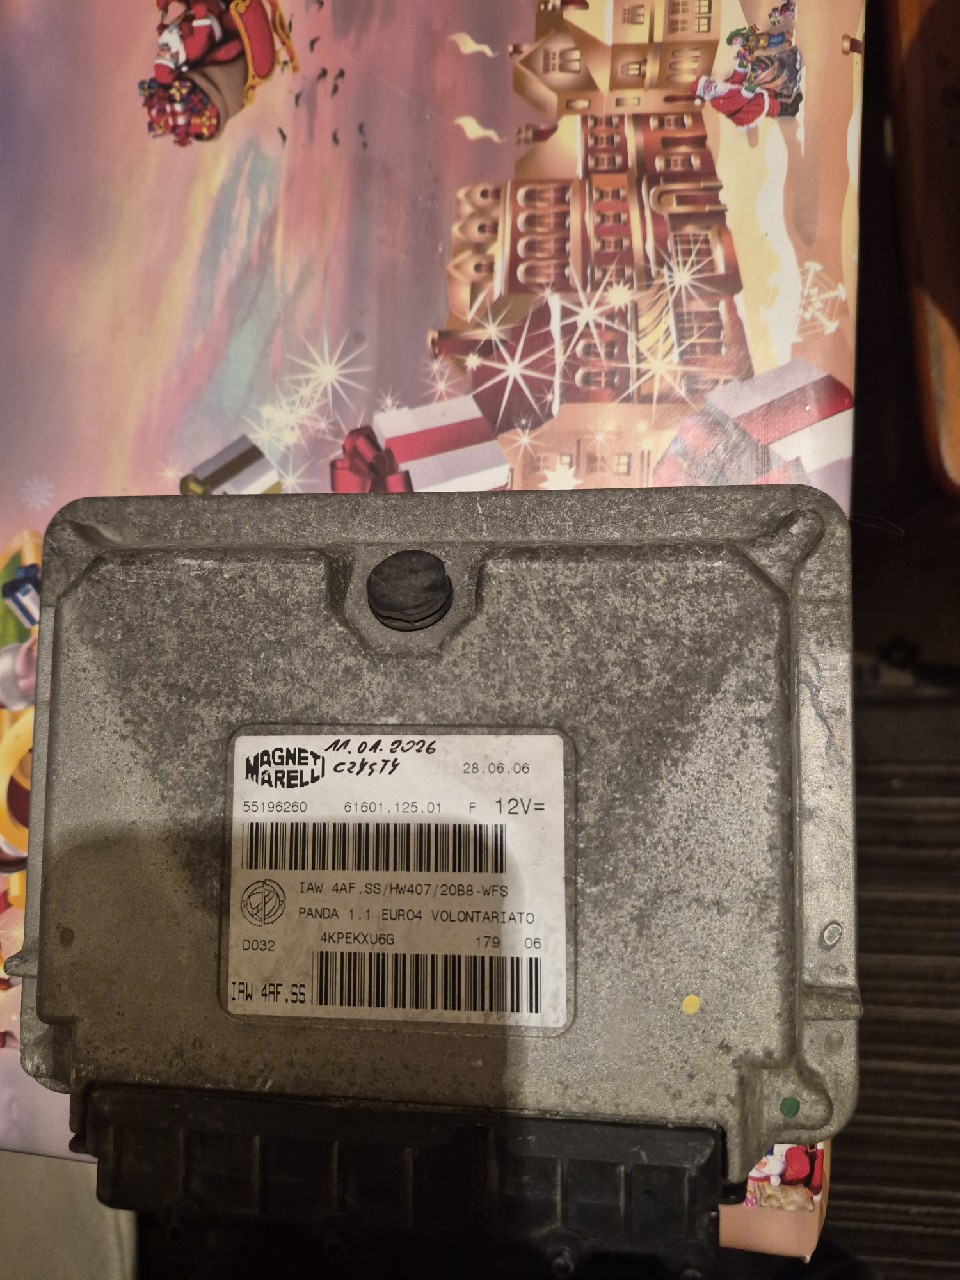 MAGNETI MARELLI
11.01.2026
CZYSTY
28.06.06
55196260 61601.125.01 F 12V=
IAW 4AF.SS/HW407/20B8-WFS
PANDA 1.1 EURO4 VOLONTARIATO
D032 4KPEKXU6G 179 06
IAW 4AF.SS